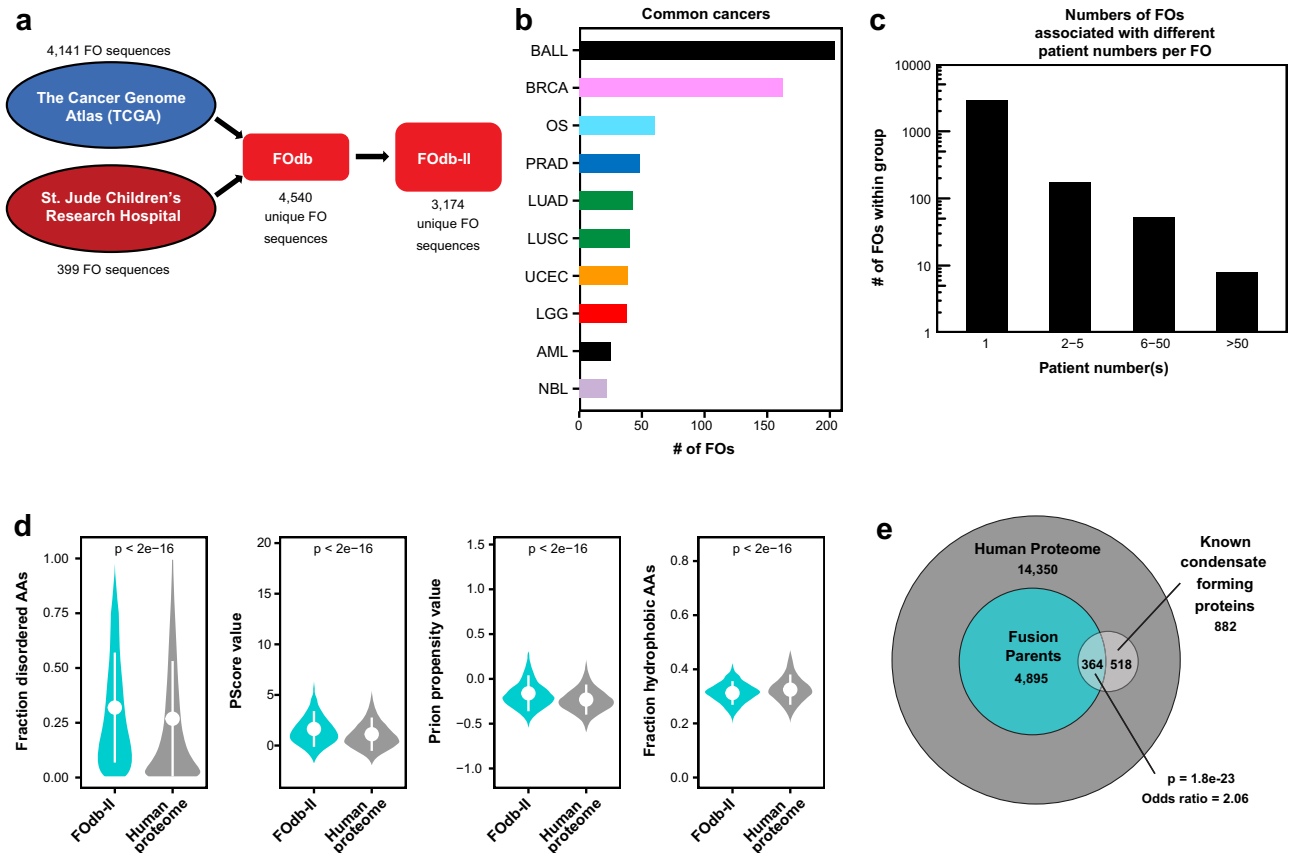 a
4,141 FO sequences
The Cancer Genome
Atlas (TCGA)
St. Jude Children’s
Research Hospital
399 FO sequences
FOdb
4,540
unique FO
sequences
FOdb-II
3,174
unique FO
sequences
b
Common cancers
BALL
BRCA
OS
PRAD
LUAD
LUSC
UCEC
LGG
AML
NBL
0
50
100
150
200
# of FOs
c
Numbers of FOs
associated with different
patient numbers per FO
# of FOs within group
10000
1000
100
10
1
1
2−5
6−50
>50
Patient number(s)
d
Fraction disordered AAs
1.00
0.75
0.50
0.25
0.00
p < 2e−16
FOdb-II
Human
proteome
PScore value
20
15
10
5
0
p < 2e−16
FOdb-II
Human
proteome
Prion propensity value
1.5
1.0
0.5
0.0
−0.5
−1.0
p < 2e−16
FOdb-II
Human
proteome
Fraction hydrophobic AAs
0.8
0.6
0.4
0.2
0.0
p < 2e−16
FOdb-II
Human
proteome
e
Human Proteome
14,350
Fusion
Parents
4,895
364
518
Known
condensate
forming
proteins
882
p = 1.8e-23
Odds ratio = 2.06